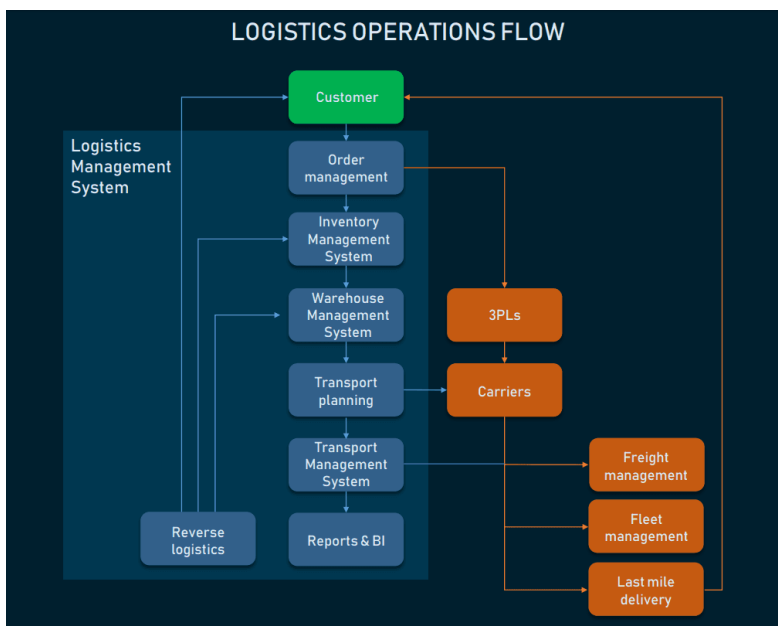 LOGISTICS OPERATIONS FLOW
Customer
Logistics
Management
System
Order
management
Inventory
Management
System
Warehouse
Management
System
3PLs
Transport
planning
Carriers
Transport
Management
System
Freight
management
Reverse
logistics
Reports & BI
Fleet
management
Last mile
delivery